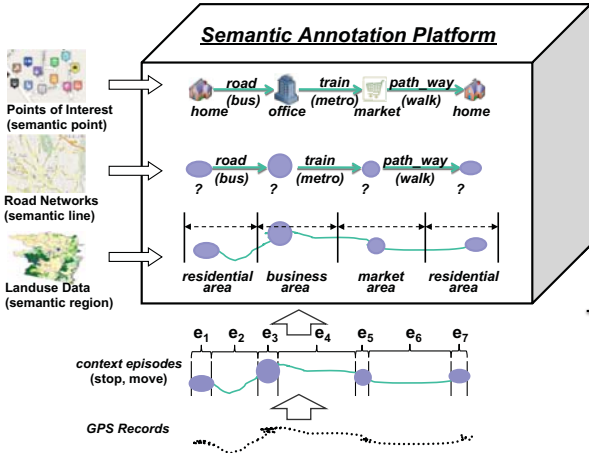 Semantic Annotation Platform
Points of Interest
(semantic point)
road train path_way
(bus) (metro) (walk)
home office market home
Road Networks
(semantic line)
road train path_way
(bus) (metro) (walk)
? ? ? ?
Landuse Data
(semantic region)
residential business market residential
area area area area
e1 e2 e3 e4 e5 e6 e7
context episodes
(stop, move)
GPS Records